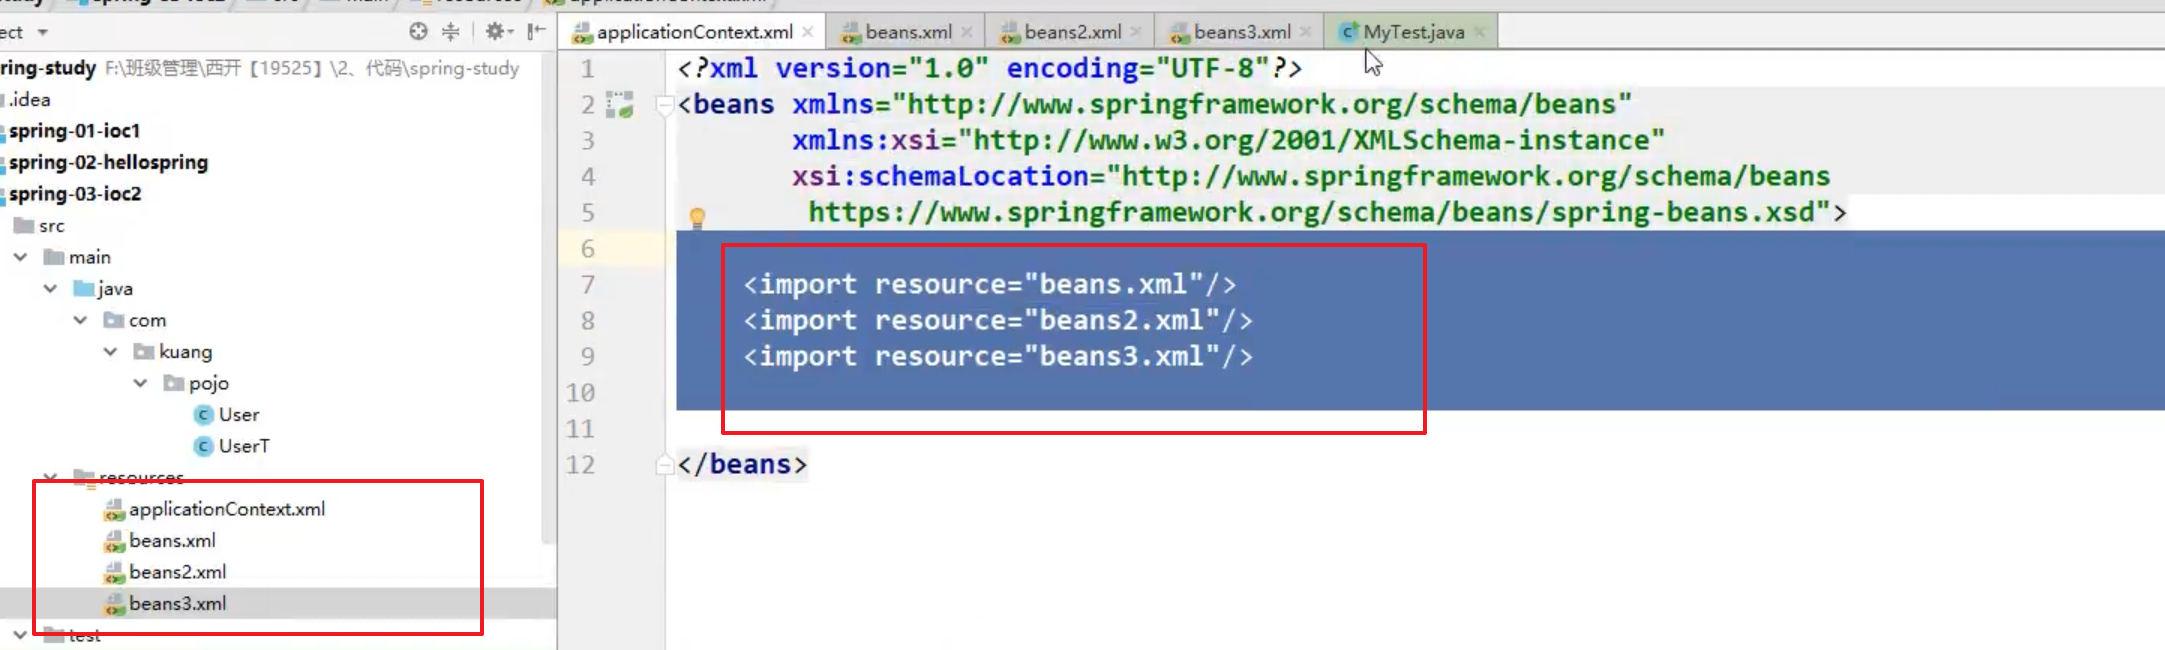 applicationContext.xml
beans.xml
beans2.xml
beans3.xml
MyTest.java
ring-study F:\班级管理\西开【19525】\2、代码\spring-study
.idea
spring-01-ioc1
spring-02-hellospring
spring-03-ioc2
src
main
java
com
kuang
pojo
User
UserT
resources
applicationContext.xml
beans.xml
beans2.xml
beans3.xml
test
1 <?xml version="1.0" encoding="UTF-8"?>
2 <beans xmlns="http://www.springframework.org/schema/beans"
3 xmlns:xsi="http://www.w3.org/2001/XMLSchema-instance"
4 xsi:schemaLocation="http://www.springframework.org/schema/beans
5 https://www.springframework.org/schema/beans/spring-beans.xsd">
6
7 <import resource="beans.xml"/>
8 <import resource="beans2.xml"/>
9 <import resource="beans3.xml"/>
10
11
12 </beans>